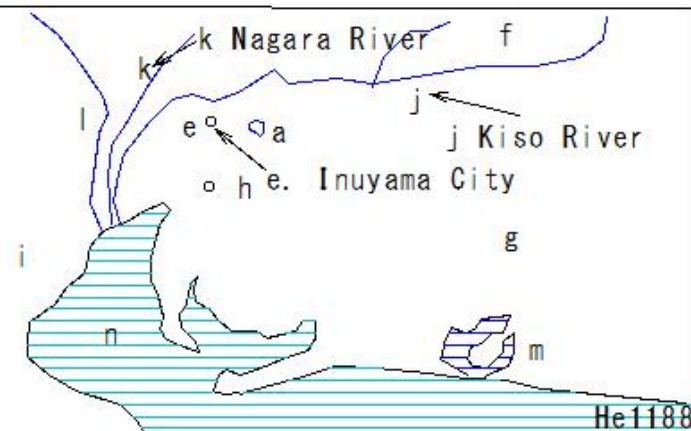 k Nagara River
f
k
l
j
e
a
j Kiso River
h
e. Inuyama City
i
g
n
m
He1188